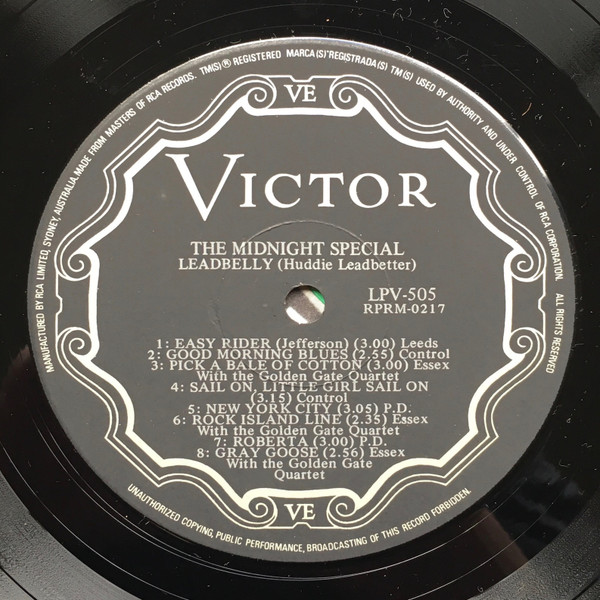 MANUFACTURED BY RCA LIMITED, SYDNEY, AUSTRALIA. MADE FROM MASTERS OF RCA RECORDS. TM(S)® REGISTERED MARCA(S) REGISTRADA(S) TM(S) USED BY AUTHORITY AND UNDER CONTROL OF RCA CORPORATION. ALL RIGHTS RESERVED
VE
VICTOR
THE MIDNIGHT SPECIAL
LEADBELLY (Huddie Leadbetter)
LPV-505
RPRM-0217
1: EASY RIDER (Jefferson) (3.00) Leeds
2: GOOD MORNING BLUES (2.55) Control
3: PICK A BALE OF COTTON (3.00) Essex
With the Golden Gate Quartet
4: SAIL ON, LITTLE GIRL SAIL ON
(3.15) Control
5: NEW YORK CITY (3.05) P.D.
6: ROCK ISLAND LINE (2.35) Essex
With the Golden Gate Quartet
7: ROBERTA (3.00) P.D.
8: GRAY GOOSE (2.56) Essex
With the Golden Gate
Quartet
VE
UNAUTHORIZED COPYING, PUBLIC PERFORMANCE, BROADCASTING OF THIS RECORD FORBIDDEN.